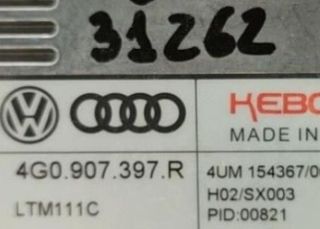 31262
KEBO
MADE IN
4G0.907.397.R
4UM 154367/0
LTM111C
H02/SX003
PID:00821